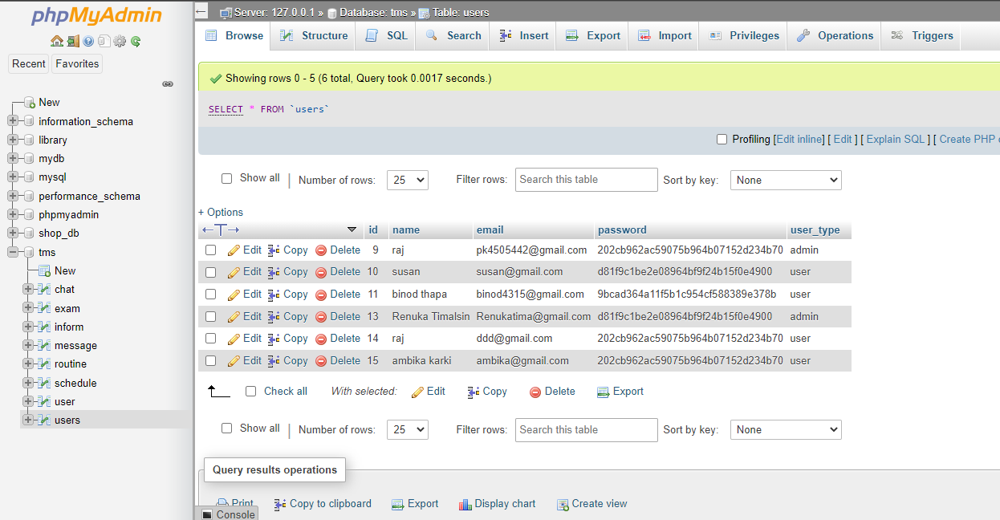 phpMyAdmin
Recent Favorites
New
information_schema
library
mydb
mysql
performance_schema
phpmyadmin
shop_db
tms
New
chat
exam
inform
message
routine
schedule
user
users
Server: 127.0.0.1 » Database: tms » Table: users
Browse Structure SQL Search Insert Export Import Privileges Operations Triggers
Showing rows 0 - 5 (6 total, Query took 0.0017 seconds.)
SELECT * FROM `users`
Profiling [Edit inline] [ Edit ] [ Explain SQL ] [ Create PHP
Show all | Number of rows: 25 Filter rows: Search this table Sort by key: None
+ Options
←T→ id name email password user_type
Edit Copy Delete 9 raj pk4505442@gmail.com 202cb962ac59075b964b07152d234b70 admin
Edit Copy Delete 10 susan susan@gmail.com d81f9c1be2e08964bf9f24b15f0e4900 user
Edit Copy Delete 11 binod thapa binod4315@gmail.com 9bcad364a11f5b1c954cf588389e378b user
Edit Copy Delete 13 Renuka Timalsin Renukatima@gmail.com d81f9c1be2e08964bf9f24b15f0e4900 admin
Edit Copy Delete 14 raj ddd@gmail.com 202cb962ac59075b964b07152d234b70 user
Edit Copy Delete 15 ambika karki ambika@gmail.com 202cb962ac59075b964b07152d234b70 user
Check all With selected: Edit Copy Delete Export
Show all | Number of rows: 25 Filter rows: Search this table Sort by key: None
Query results operations
Print Copy to clipboard Export Display chart Create view
Console